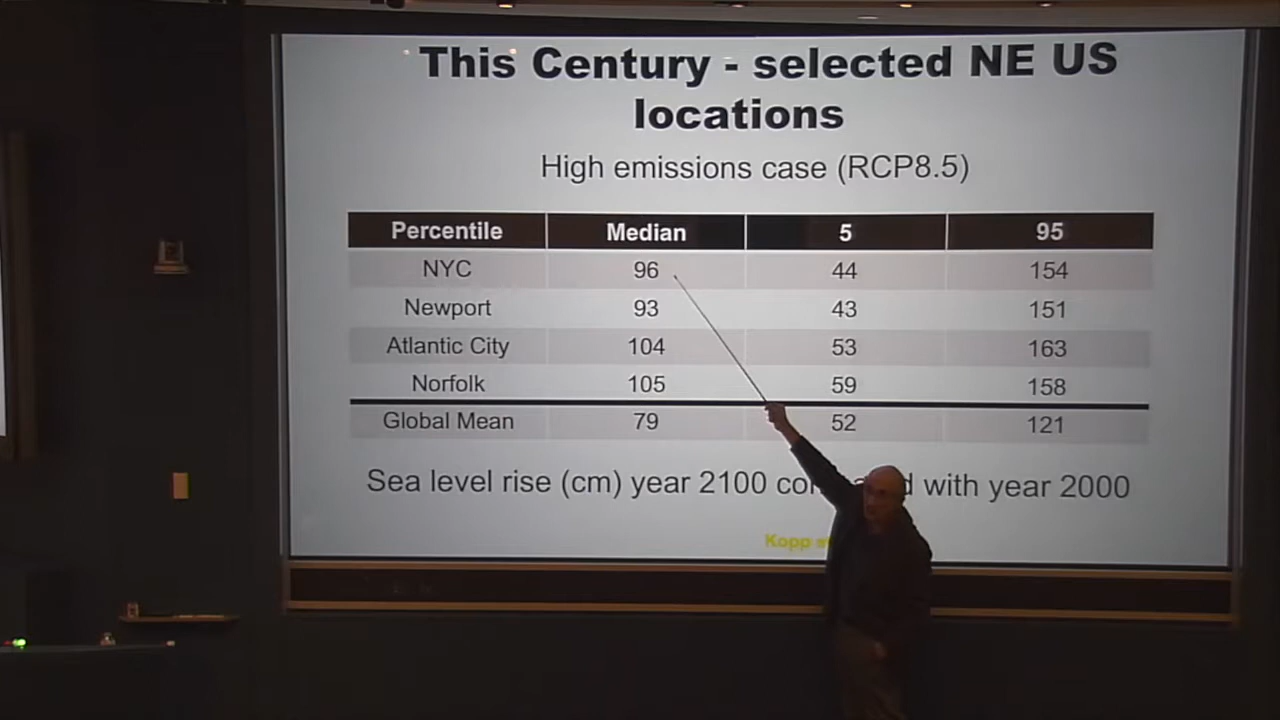 This Century - selected NE US
locations
High emissions case (RCP8.5)
Percentile Median 5 95
NYC 96 44 154
Newport 93 43 151
Atlantic City 104 53 163
Norfolk 105 59 158
Global Mean 79 52 121
Sea level rise (cm) year 2100 with year 2000
Kopp